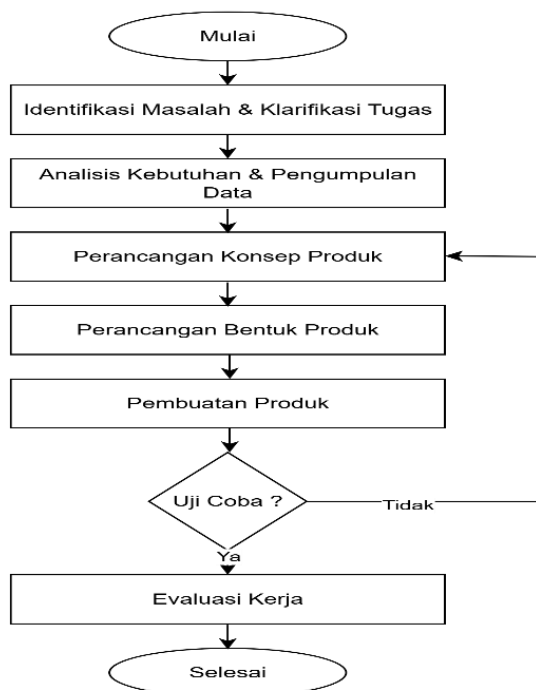 Mulai
Identifikasi Masalah & Klarifikasi Tugas
Analisis Kebutuhan & Pengumpulan
Data
Perancangan Konsep Produk
Perancangan Bentuk Produk
Pembuatan Produk
Uji Coba ?
Tidak
Ya
Evaluasi Kerja
Selesai